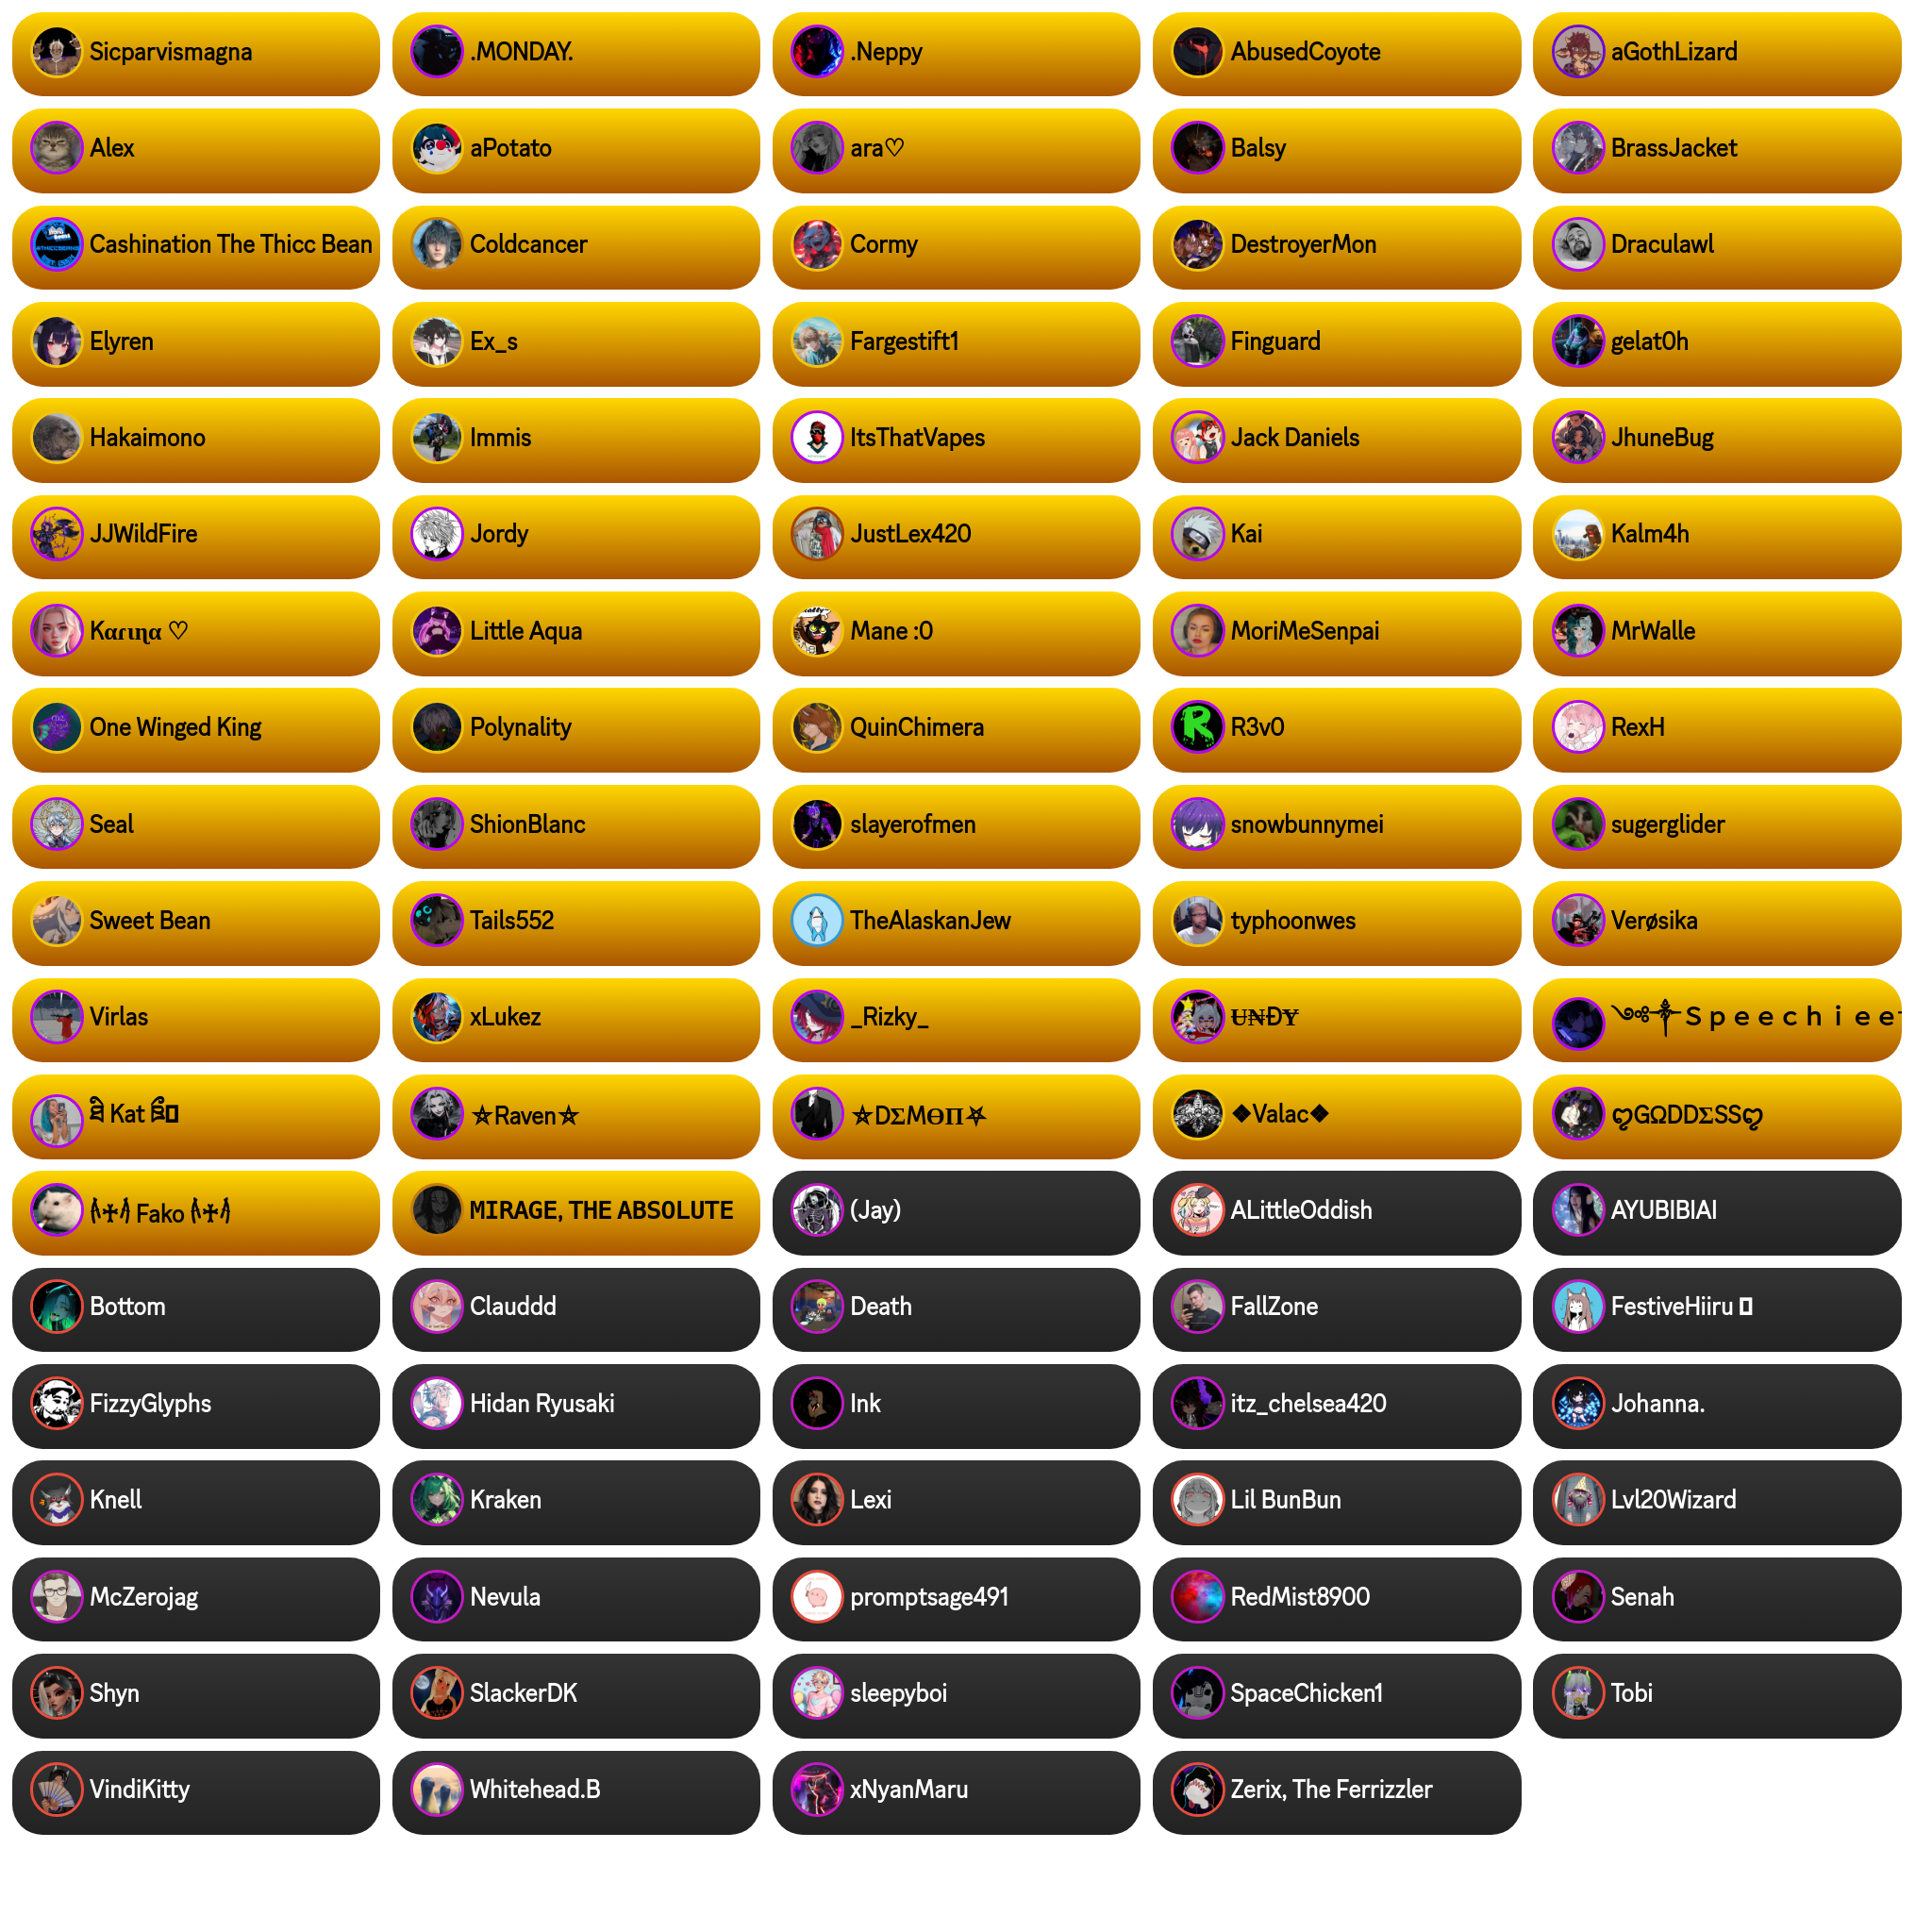 Sicparvismagna
.MONDAY.
.Neppy
AbusedCoyote
aGothLizard
Alex
aPotato
ara♡
Balsy
BrassJacket
Cashination The Thicc Bean
Coldcancer
Cormy
DestroyerMon
Draculawl
Elyren
Ex_s
Fargestift1
Finguard
gelat0h
Hakaimono
Immis
ItsThatVapes
Jack Daniels
JhuneBug
JJWildFire
Jordy
JustLex420
Kai
Kalm4h
Kαɾιɳα ♡
Little Aqua
Mane :0
MoriMeSenpai
MrWalle
One Winged King
Polynality
QuinChimera
R3v0
RexH
Seal
ShionBlanc
slayerofmen
snowbunnymei
sugerglider
Sweet Bean
Tails552
TheAlaskanJew
typhoonwes
Verøsika
Virlas
xLukez
_Rizky_
U̶N̶ĐY̶
༺✟Ｓｐｅｅｃｈｉｅｅ
Kat
⛤Raven⛤
⛤DΣMӨΠ⛧
❖Valac❖
ღGΩDDΣSSღ
Fako
MIRAGE, THE ABSOLUTE
(Jay)
ALittleOddish
AYUBIBIAI
Bottom
Clauddd
Death
FallZone
FestiveHiiru
FizzyGlyphs
Hidan Ryusaki
Ink
itz_chelsea420
Johanna.
Knell
Kraken
Lexi
Lil BunBun
Lvl20Wizard
McZerojag
Nevula
promptsage491
RedMist8900
Senah
Shyn
SlackerDK
sleepyboi
SpaceChicken1
Tobi
VindiKitty
Whitehead.B
xNyanMaru
Zerix, The Ferrizzler